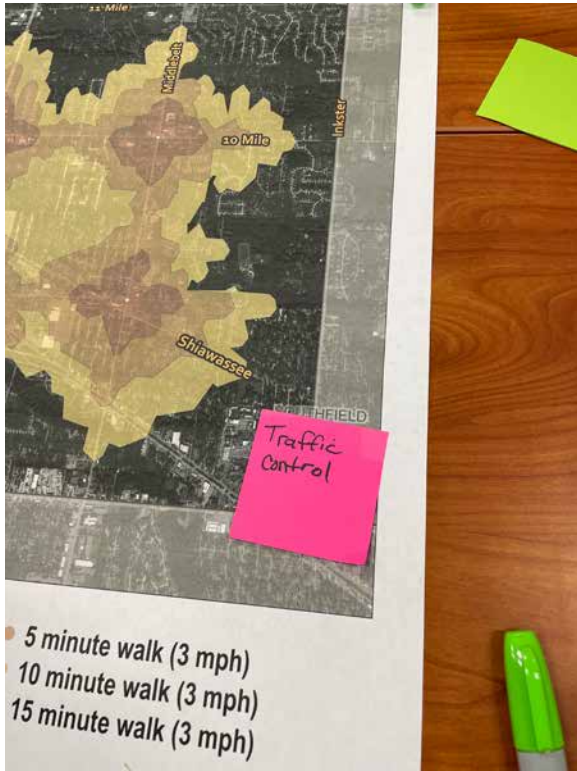 11 Mile
Middlebelt
10 Mile
Inkster
Shiawassee
SOUTHFIELD
Traffic
control
5 minute walk (3 mph)
10 minute walk (3 mph)
15 minute walk (3 mph)